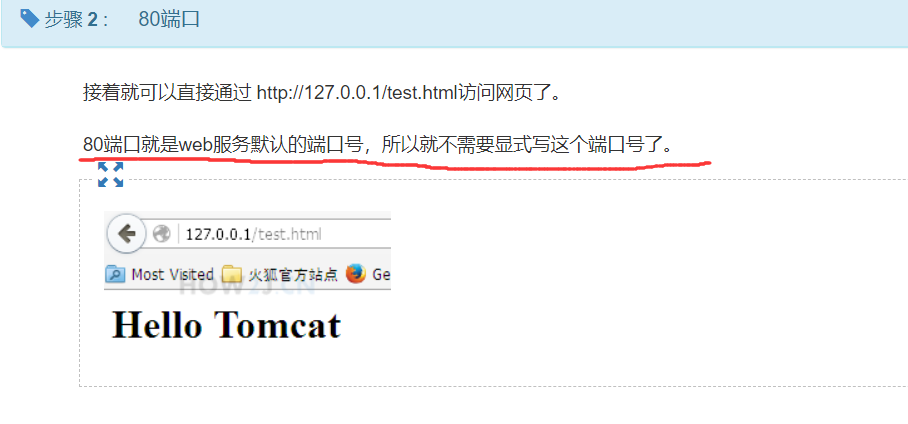 步骤 2 : 80端口
接着就可以直接通过 http://127.0.0.1/test.html访问网页了。
80端口就是web服务默认的端口号，所以就不需要显式写这个端口号了。
127.0.0.1/test.html
Most Visited 火狐官方站点 Ge
HOW2J.CN
Hello Tomcat